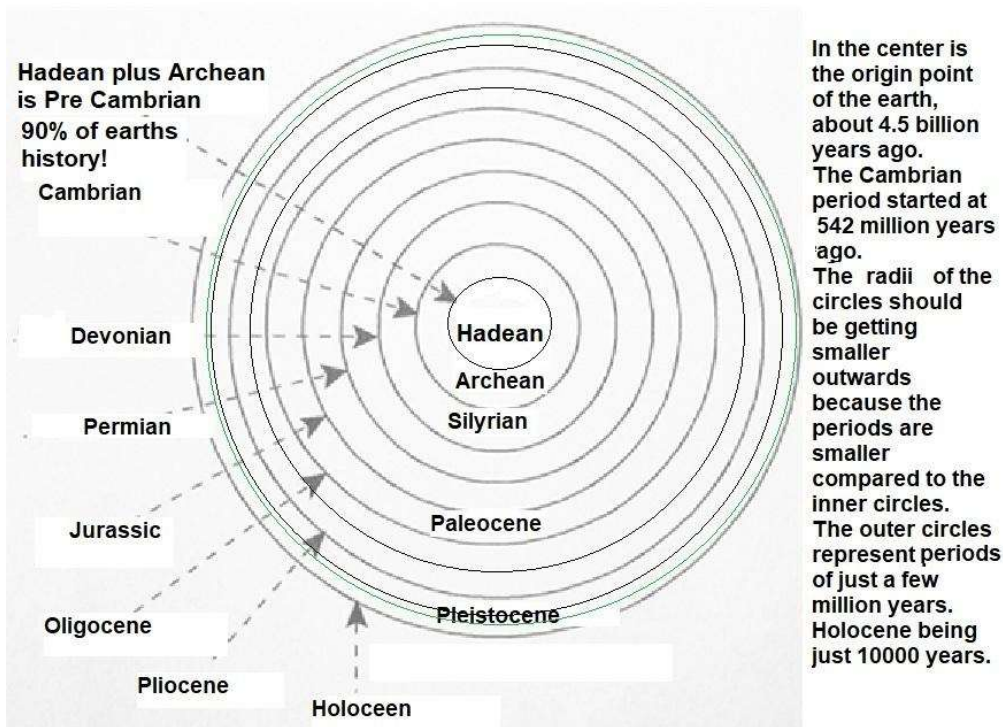 Hadean plus Archean
is Pre Cambrian
90% of earths
history!
Cambrian
Devonian
Permian
Jurassic
Oligocene
Pliocene
Holoceen
Hadean
Archean
Silyrian
Paleocene
Pleistocene
In the center is
the origin point
of the earth,
about 4.5 billion
years ago.
The Cambrian
period started at
542 million years
ago.
The radii of the
circles should
be getting
smaller
outwards
because the
periods are
smaller
compared to the
inner circles.
The outer circles
represent periods
of just a few
million years.
Holocene being
just 10000 years.